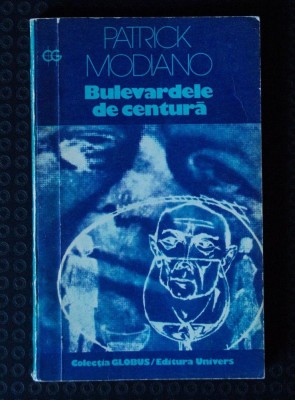 CG
PATRICK
MODIANO
Bulevardele
de centură
Colecția GLOBUS/Editura Univers